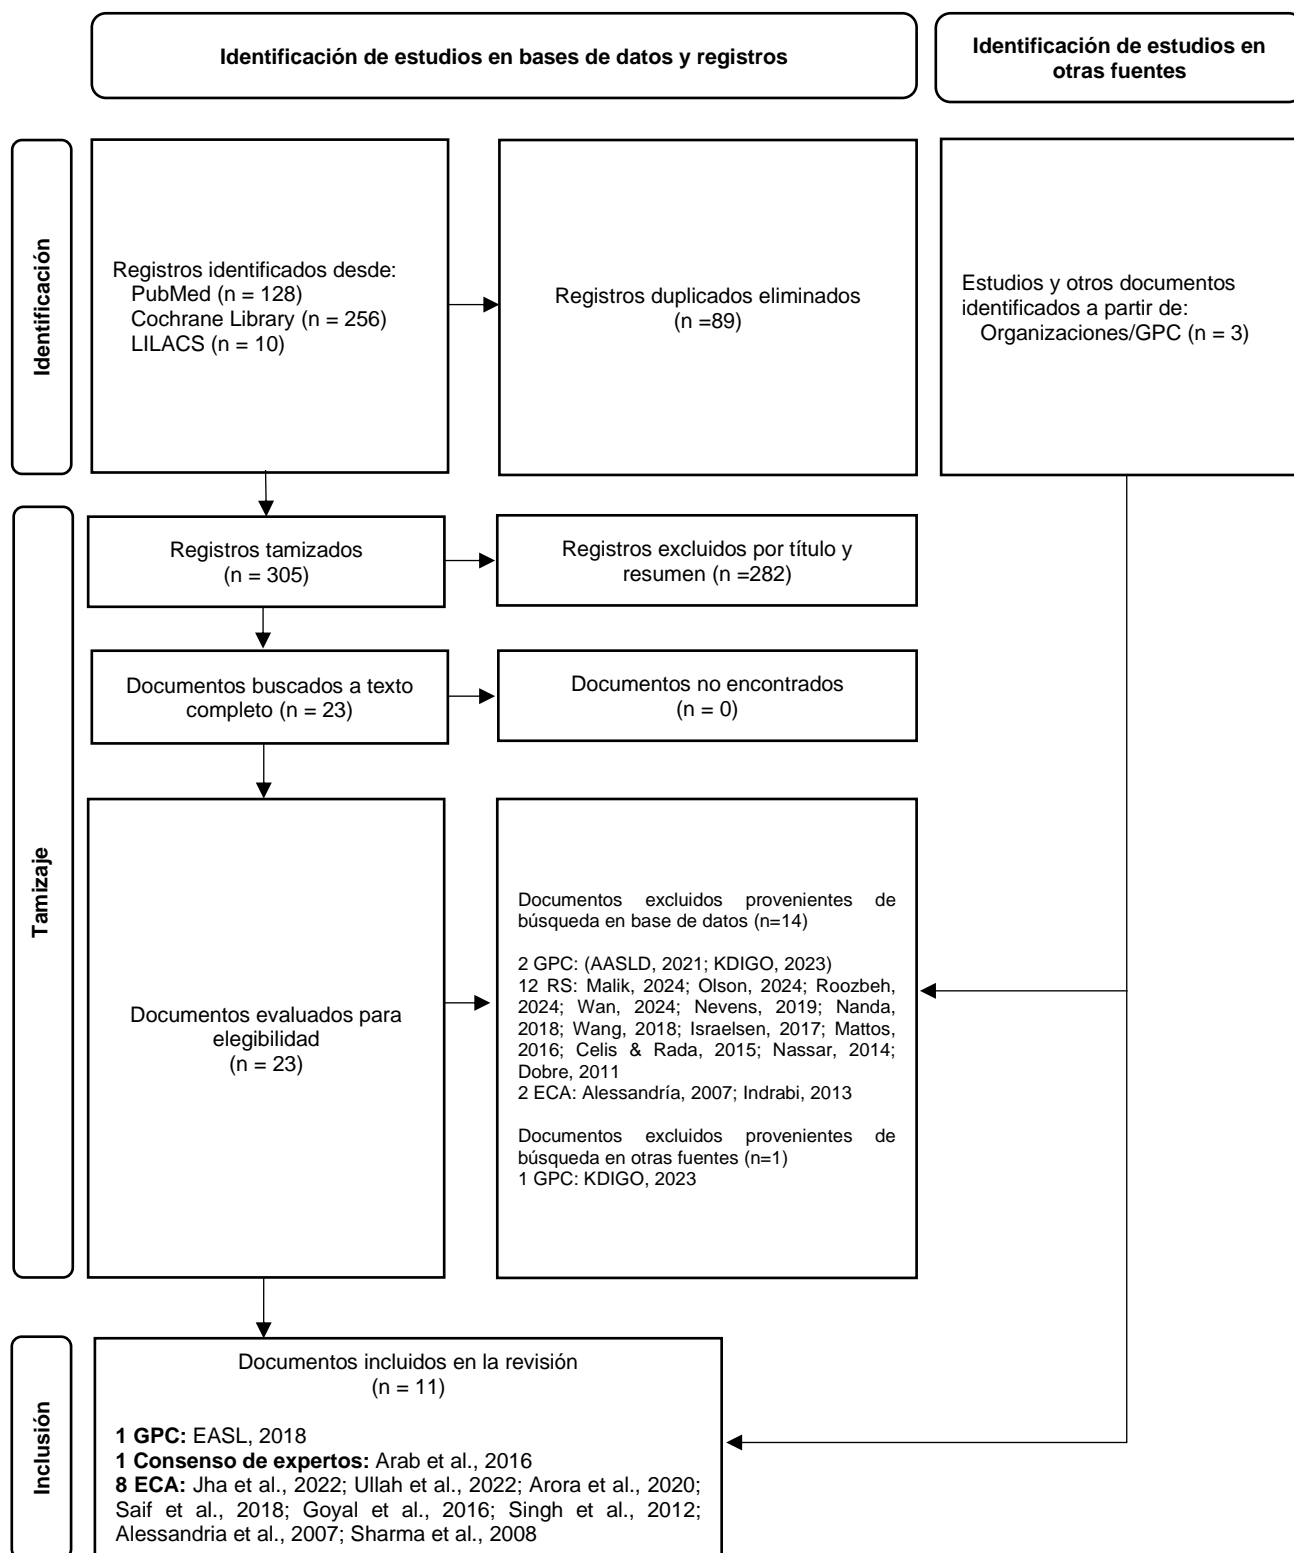 Identificación de estudios en bases de datos y registros
Identificación de estudios en
otras fuentes
Identificación
Registros identificados desde:
PubMed (n = 128)
Cochrane Library (n = 256)
LILACS (n = 10)
Registros duplicados eliminados
(n =89)
Estudios y otros documentos
identificados a partir de:
Organizaciones/GPC (n = 3)
Tamizaje
Registros tamizados
(n = 305)
Registros excluidos por título y
resumen (n =282)
Documentos buscados a texto
completo (n = 23)
Documentos no encontrados
(n = 0)
Documentos evaluados para
elegibilidad
(n = 23)
Documentos excluidos provenientes de
búsqueda en base de datos (n=14)
2 GPC: (AASLD, 2021; KDIGO, 2023)
12 RS: Malik, 2024; Olson, 2024; Roozbeh,
2024; Wan, 2024; Nevens, 2019; Nanda,
2018; Wang, 2018; Israelsen, 2017; Mattos,
2016; Celis & Rada, 2015; Nassar, 2014;
Dobre, 2011
2 ECA: Alessandría, 2007; Indrabi, 2013
Documentos excluidos provenientes de
búsqueda en otras fuentes (n=1)
1 GPC: KDIGO, 2023
Inclusión
Documentos incluidos en la revisión
(n = 11)
1 GPC: EASL, 2018
1 Consenso de expertos: Arab et al., 2016
8 ECA: Jha et al., 2022; Ullah et al., 2022; Arora et al., 2020;
Saif et al., 2018; Goyal et al., 2016; Singh et al., 2012;
Alessandria et al., 2007; Sharma et al., 2008